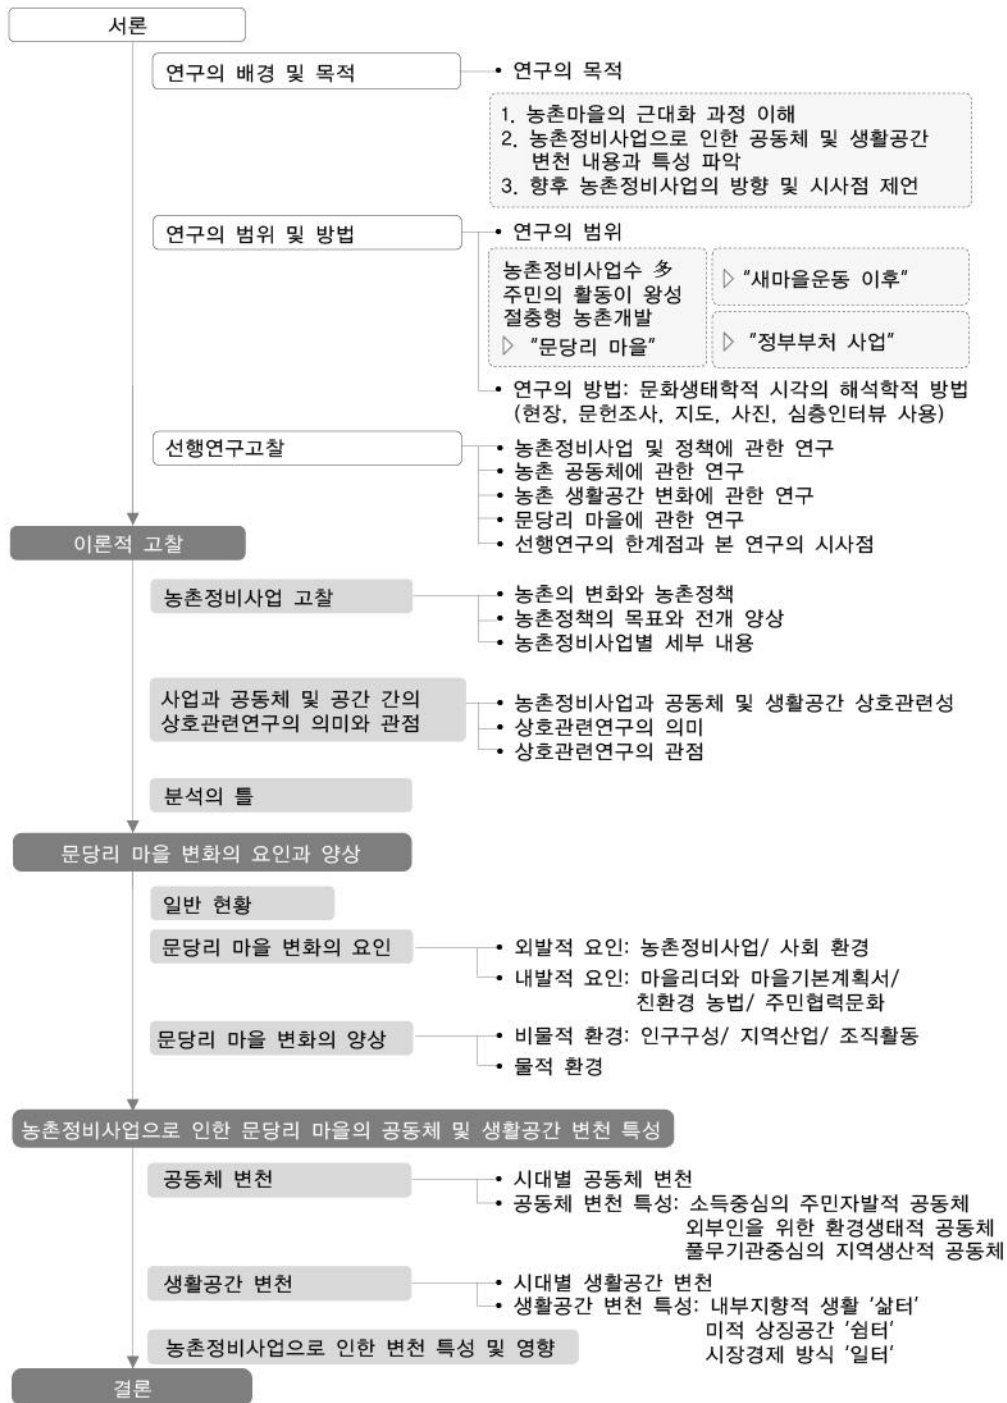 서론
연구의 배경 및 목적
• 연구의 목적
1. 농촌마을의 근대화 과정 이해
2. 농촌정비사업으로 인한 공동체 및 생활공간
변천 내용과 특성 파악
3. 향후 농촌정비사업의 방향 및 시사점 제언
연구의 범위 및 방법
• 연구의 범위
농촌정비사업수 多
주민의 활동이 왕성
절충형 농촌개발
▷ "문당리 마을"
▷ "새마을운동 이후"
▷ "정부부처 사업"
• 연구의 방법: 문화생태학적 시각의 해석학적 방법
(현장, 문헌조사, 지도, 사진, 심층인터뷰 사용)
선행연구고찰
• 농촌정비사업 및 정책에 관한 연구
• 농촌 공동체에 관한 연구
• 농촌 생활공간 변화에 관한 연구
• 문당리 마을에 관한 연구
• 선행연구의 한계점과 본 연구의 시사점
이론적 고찰
농촌정비사업 고찰
• 농촌의 변화와 농촌정책
• 농촌정책의 목표와 전개 양상
• 농촌정비사업별 세부 내용
사업과 공동체 및 공간 간의
상호관련연구의 의미와 관점
• 농촌정비사업과 공동체 및 생활공간 상호관련성
• 상호관련연구의 의미
• 상호관련연구의 관점
분석의 틀
문당리 마을 변화의 요인과 양상
일반 현황
문당리 마을 변화의 요인
• 외발적 요인: 농촌정비사업/ 사회 환경
• 내발적 요인: 마을리더와 마을기본계획서/
친환경 농법/ 주민협력문화
문당리 마을 변화의 양상
• 비물적 환경: 인구구성/ 지역산업/ 조직활동
• 물적 환경
농촌정비사업으로 인한 문당리 마을의 공동체 및 생활공간 변천 특성
공동체 변천
• 시대별 공동체 변천
• 공동체 변천 특성: 소득중심의 주민자발적 공동체
외부인을 위한 환경생태적 공동체
풀무기관중심의 지역생산적 공동체
생활공간 변천
• 시대별 생활공간 변천
• 생활공간 변천 특성: 내부지향적 생활 '삶터'
미적 상징공간 '쉼터'
시장경제 방식 '일터'
농촌정비사업으로 인한 변천 특성 및 영향
결론